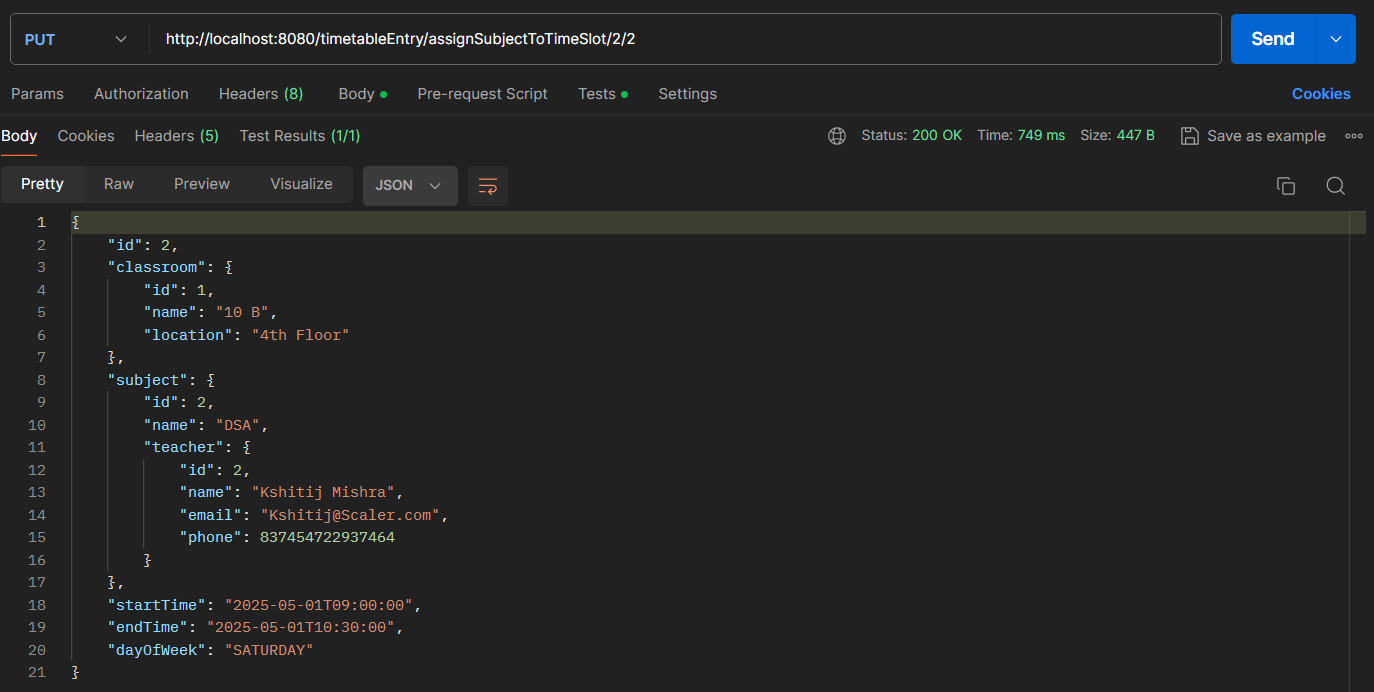 PUT http://localhost:8080/timetableEntry/assignSubjectToTimeSlot/2/2 Send
Params Authorization Headers (8) Body Pre-request Script Tests Settings Cookies
Body Cookies Headers (5) Test Results (1/1) Status: 200 OK Time: 749 ms Size: 447 B Save as example
Pretty Raw Preview Visualize JSON
1 {
2 "id": 2,
3 "classroom": {
4 "id": 1,
5 "name": "10 B",
6 "location": "4th Floor"
7 },
8 "subject": {
9 "id": 2,
10 "name": "DSA",
11 "teacher": {
12 "id": 2,
13 "name": "Kshitij Mishra",
14 "email": "Kshitij@Scaler.com",
15 "phone": 837454722937464
16 }
17 },
18 "startTime": "2025-05-01T09:00:00",
19 "endTime": "2025-05-01T10:30:00",
20 "dayOfWeek": "SATURDAY"
21 }